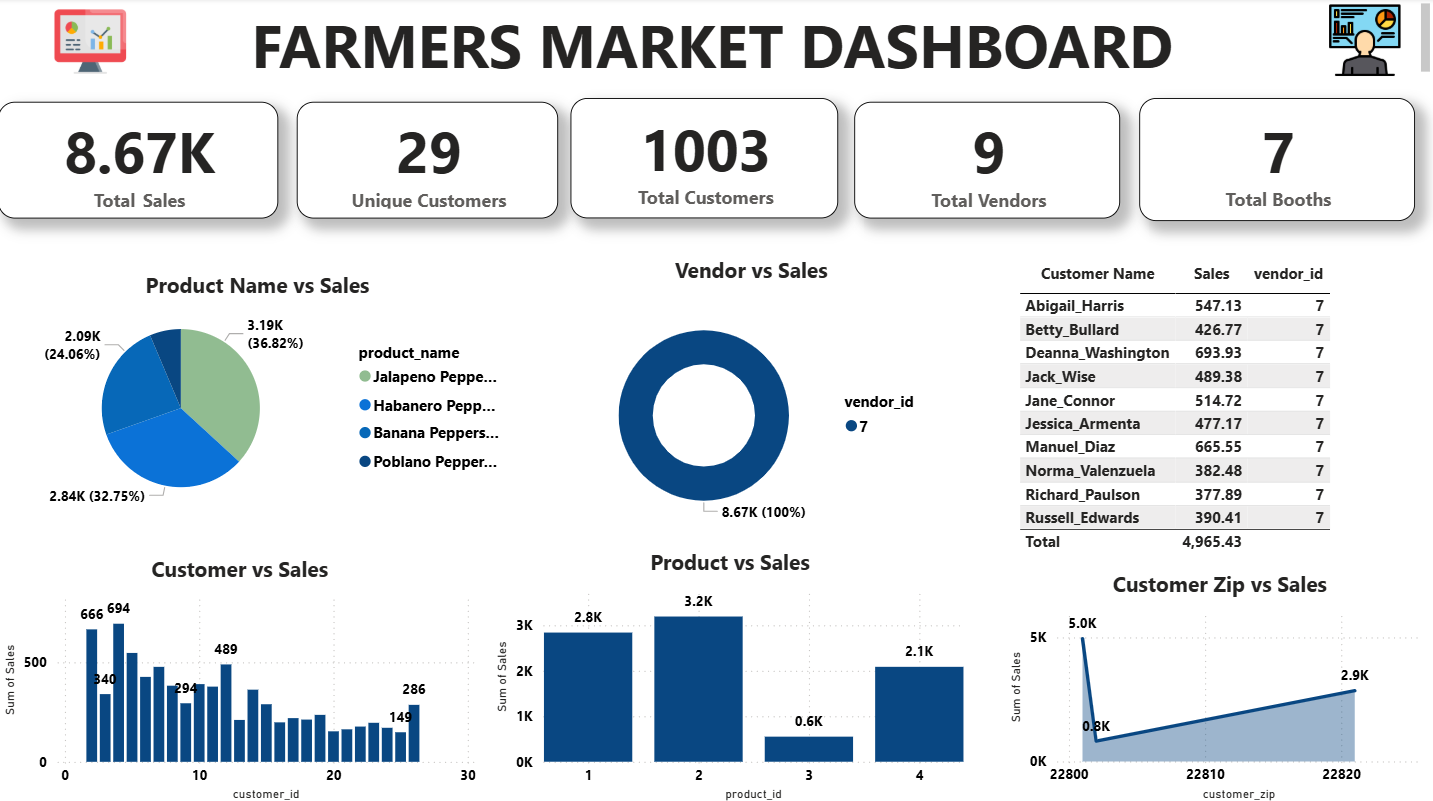 FARMERS MARKET DASHBOARD
8.67K
Total Sales
29
Unique Customers
1003
Total Customers
9
Total Vendors
7
Total Booths
Product Name vs Sales
3.19K
(36.82%)
2.09K
(24.06%)
2.84K (32.75%)
product_name
Jalapeno Peppe...
Habanero Pepp...
Banana Peppers...
Poblano Pepper...
Vendor vs Sales
vendor_id
7
8.67K (100%)
Customer Name Sales vendor_id
Abigail_Harris 547.13 7
Betty_Bullard 426.77 7
Deanna_Washington 693.93 7
Jack_Wise 489.38 7
Jane_Connor 514.72 7
Jessica_Armenta 477.17 7
Manuel_Diaz 665.55 7
Norma_Valenzuela 382.48 7
Richard_Paulson 377.89 7
Russell_Edwards 390.41 7
Total 4,965.43
Customer vs Sales
Sum of Sales
500
0
666 694
340
294
489
286
149
0 10 20 30
customer_id
Product vs Sales
Sum of Sales
3K
2K
1K
0K
2.8K
3.2K
0.6K
2.1K
1 2 3 4
product_id
Customer Zip vs Sales
Sum of Sales
5K
0K
5.0K
0.8K
2.9K
22800 22810 22820
customer_zip